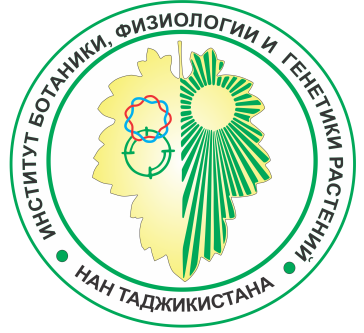 ИНСТИТУТ БОТАНИКИ, ФИЗИОЛОГИИ И ГЕНЕТИКИ РАСТЕНИЙ
НАН ТАДЖИКИСТАНА